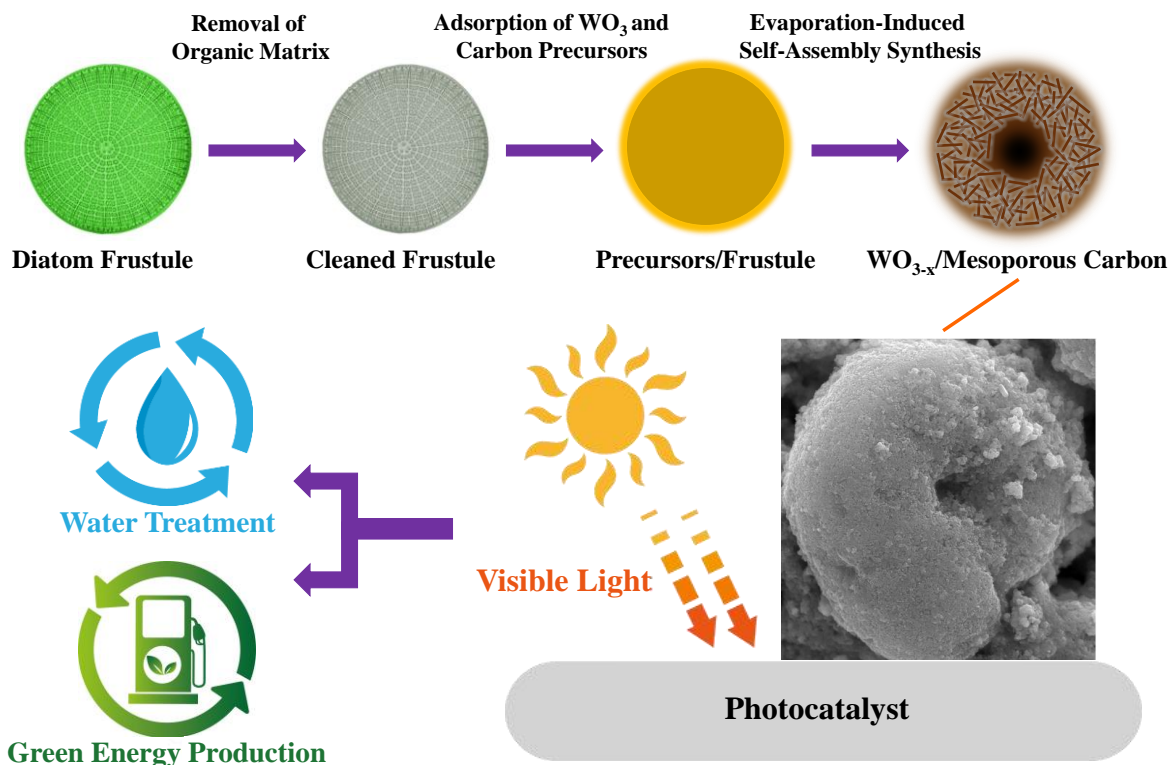 Removal of
Organic Matrix
Adsorption of WO₃ and
Carbon Precursors
Evaporation-Induced
Self-Assembly Synthesis
Diatom Frustule
Cleaned Frustule
Precursors/Frustule
WO₃₋ₓ/Mesoporous Carbon
Water Treatment
Visible Light
Green Energy Production
Photocatalyst